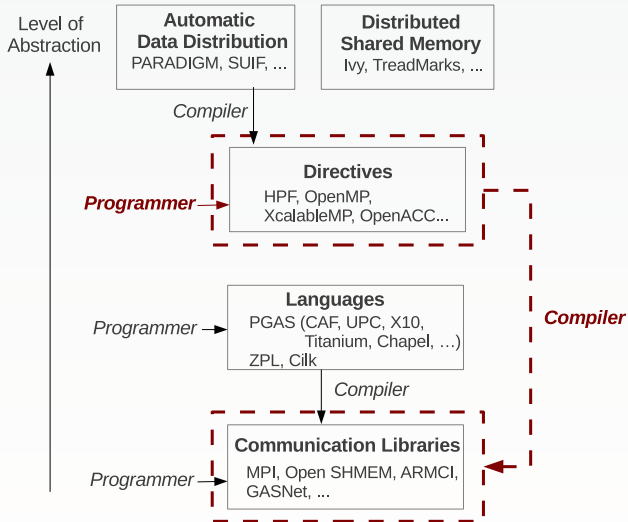 Level of
Abstraction
Automatic
Data Distribution
PARADIGM, SUIF, ...
Distributed
Shared Memory
Ivy, TreadMarks, ...
Compiler
Directives
HPF, OpenMP,
XcalableMP, OpenACC...
Programmer
Languages
PGAS (CAF, UPC, X10,
Titanium, Chapel, ...)
ZPL, Cilk
Programmer
Compiler
Compiler
Communication Libraries
MPI, Open SHMEM, ARMCI,
GASNet, ...
Programmer